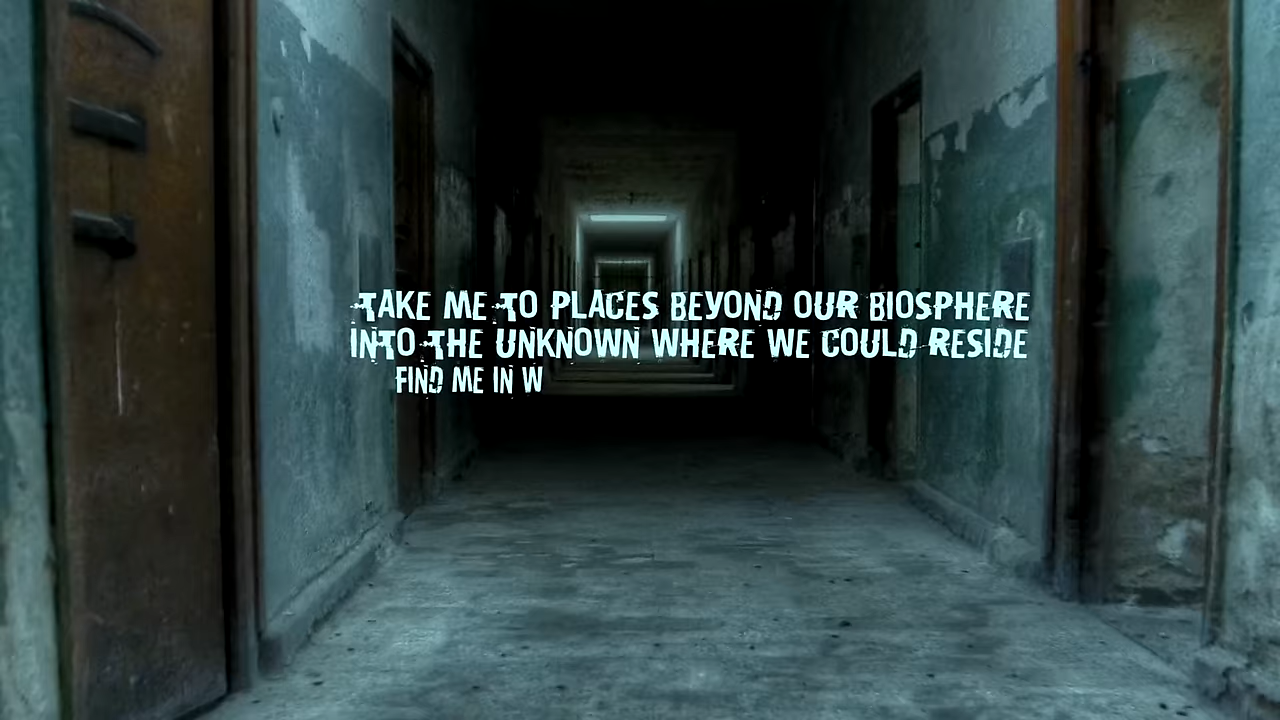 TAKE ME TO PLACES BEYOND OUR BIOSPHERE
INTO THE UNKNOWN WHERE WE COULD RESIDE
FIND ME IN W